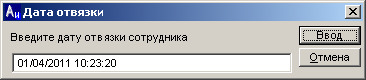 Дата отвязки
Введите дату отвязки сотрудника
Ввод
01/04/2011 10:23:20
Отмена